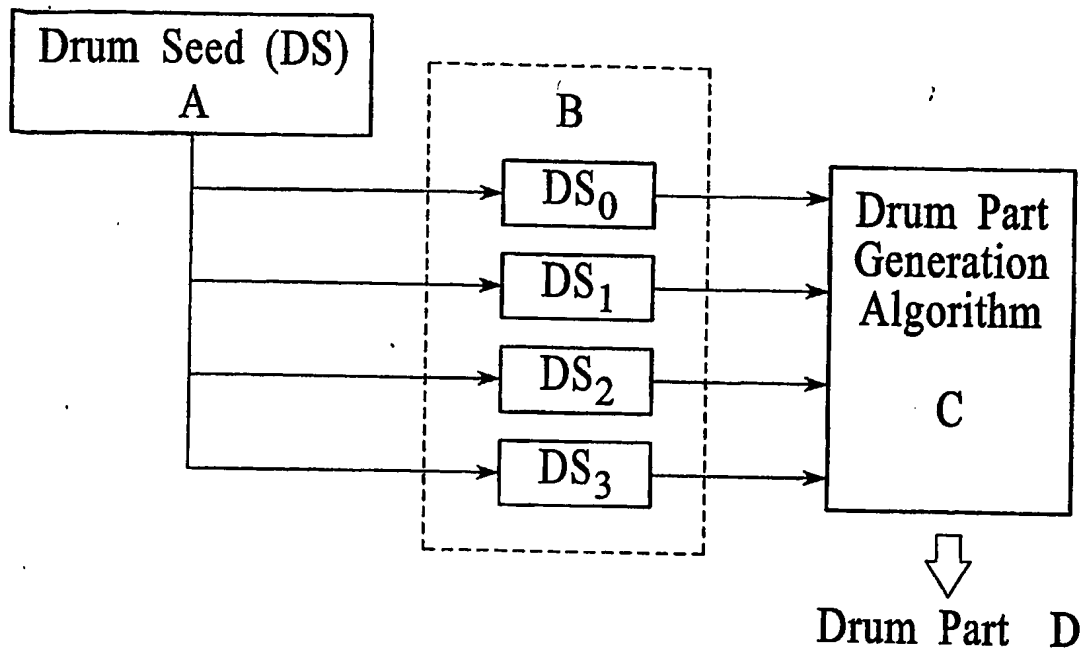 Drum Seed (DS)
A
B
DS0
DS1
DS2
DS3
Drum Part
Generation
Algorithm
C
Drum Part D